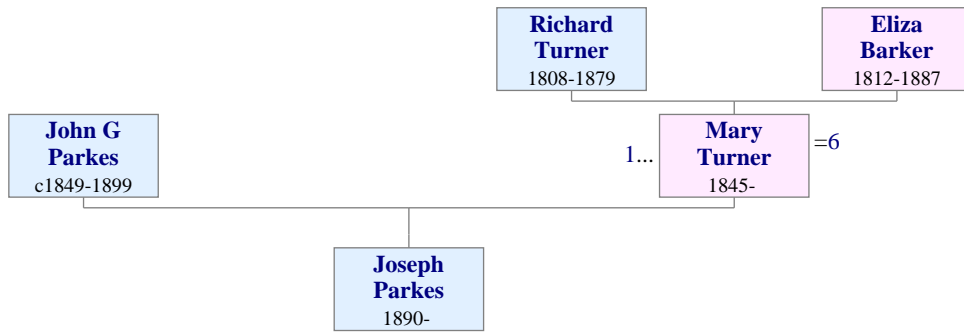 Richard
Turner
1808-1879
Eliza
Barker
1812-1887
John G
Parkes
c1849-1899
1...
Mary
Turner
1845-
=6
Joseph
Parkes
1890-